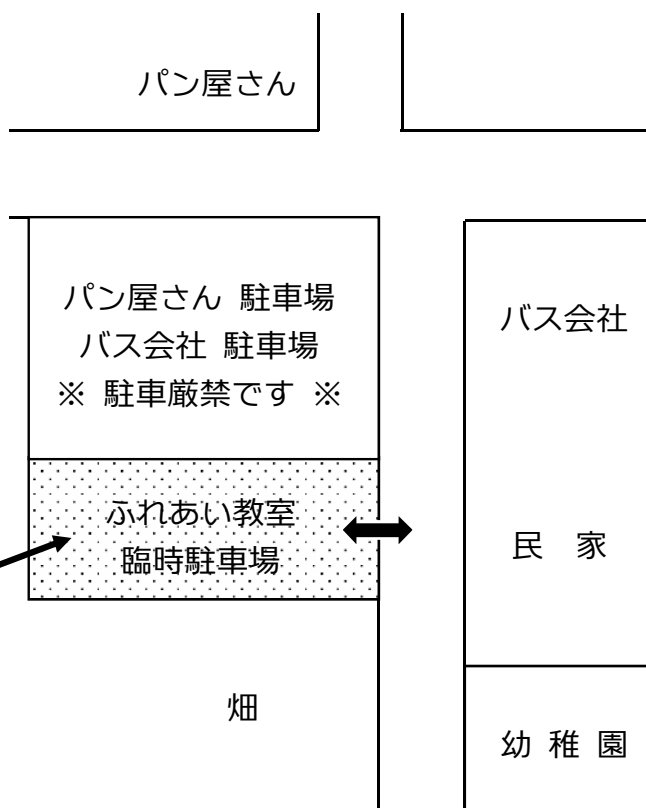 パン屋さん
パン屋さん 駐車場
バス会社 駐車場
※ 駐車厳禁です ※
バス会社
ふれあい教室
臨時駐車場
民 家
畑
幼 稚 園